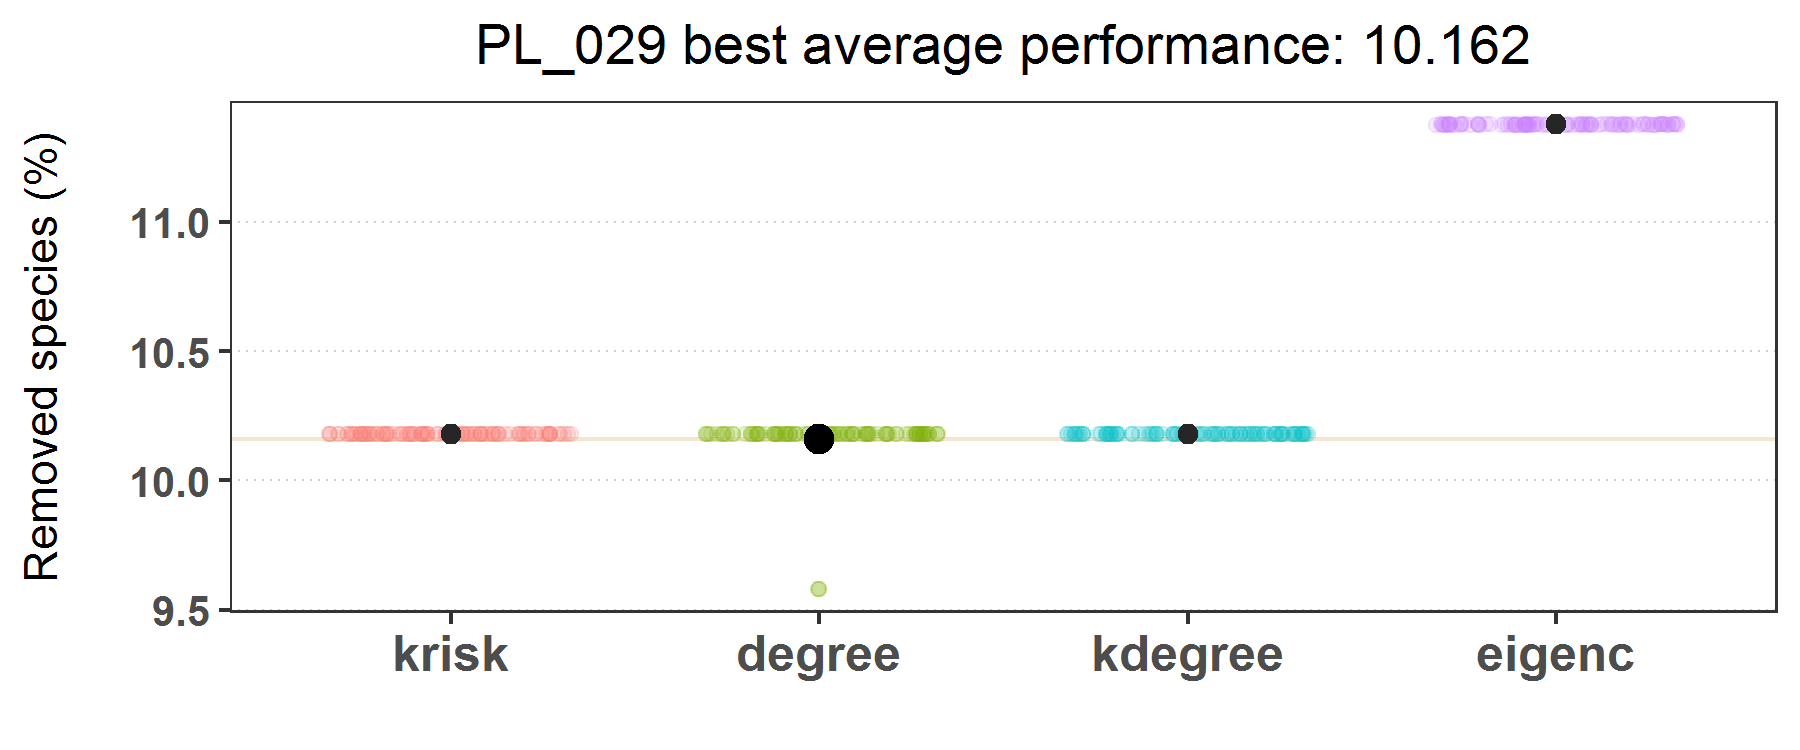 PL_029 best average performance: 10.162
Removed species (%)
11.0
10.5
10.0
9.5
krisk degree kdegree eigenc